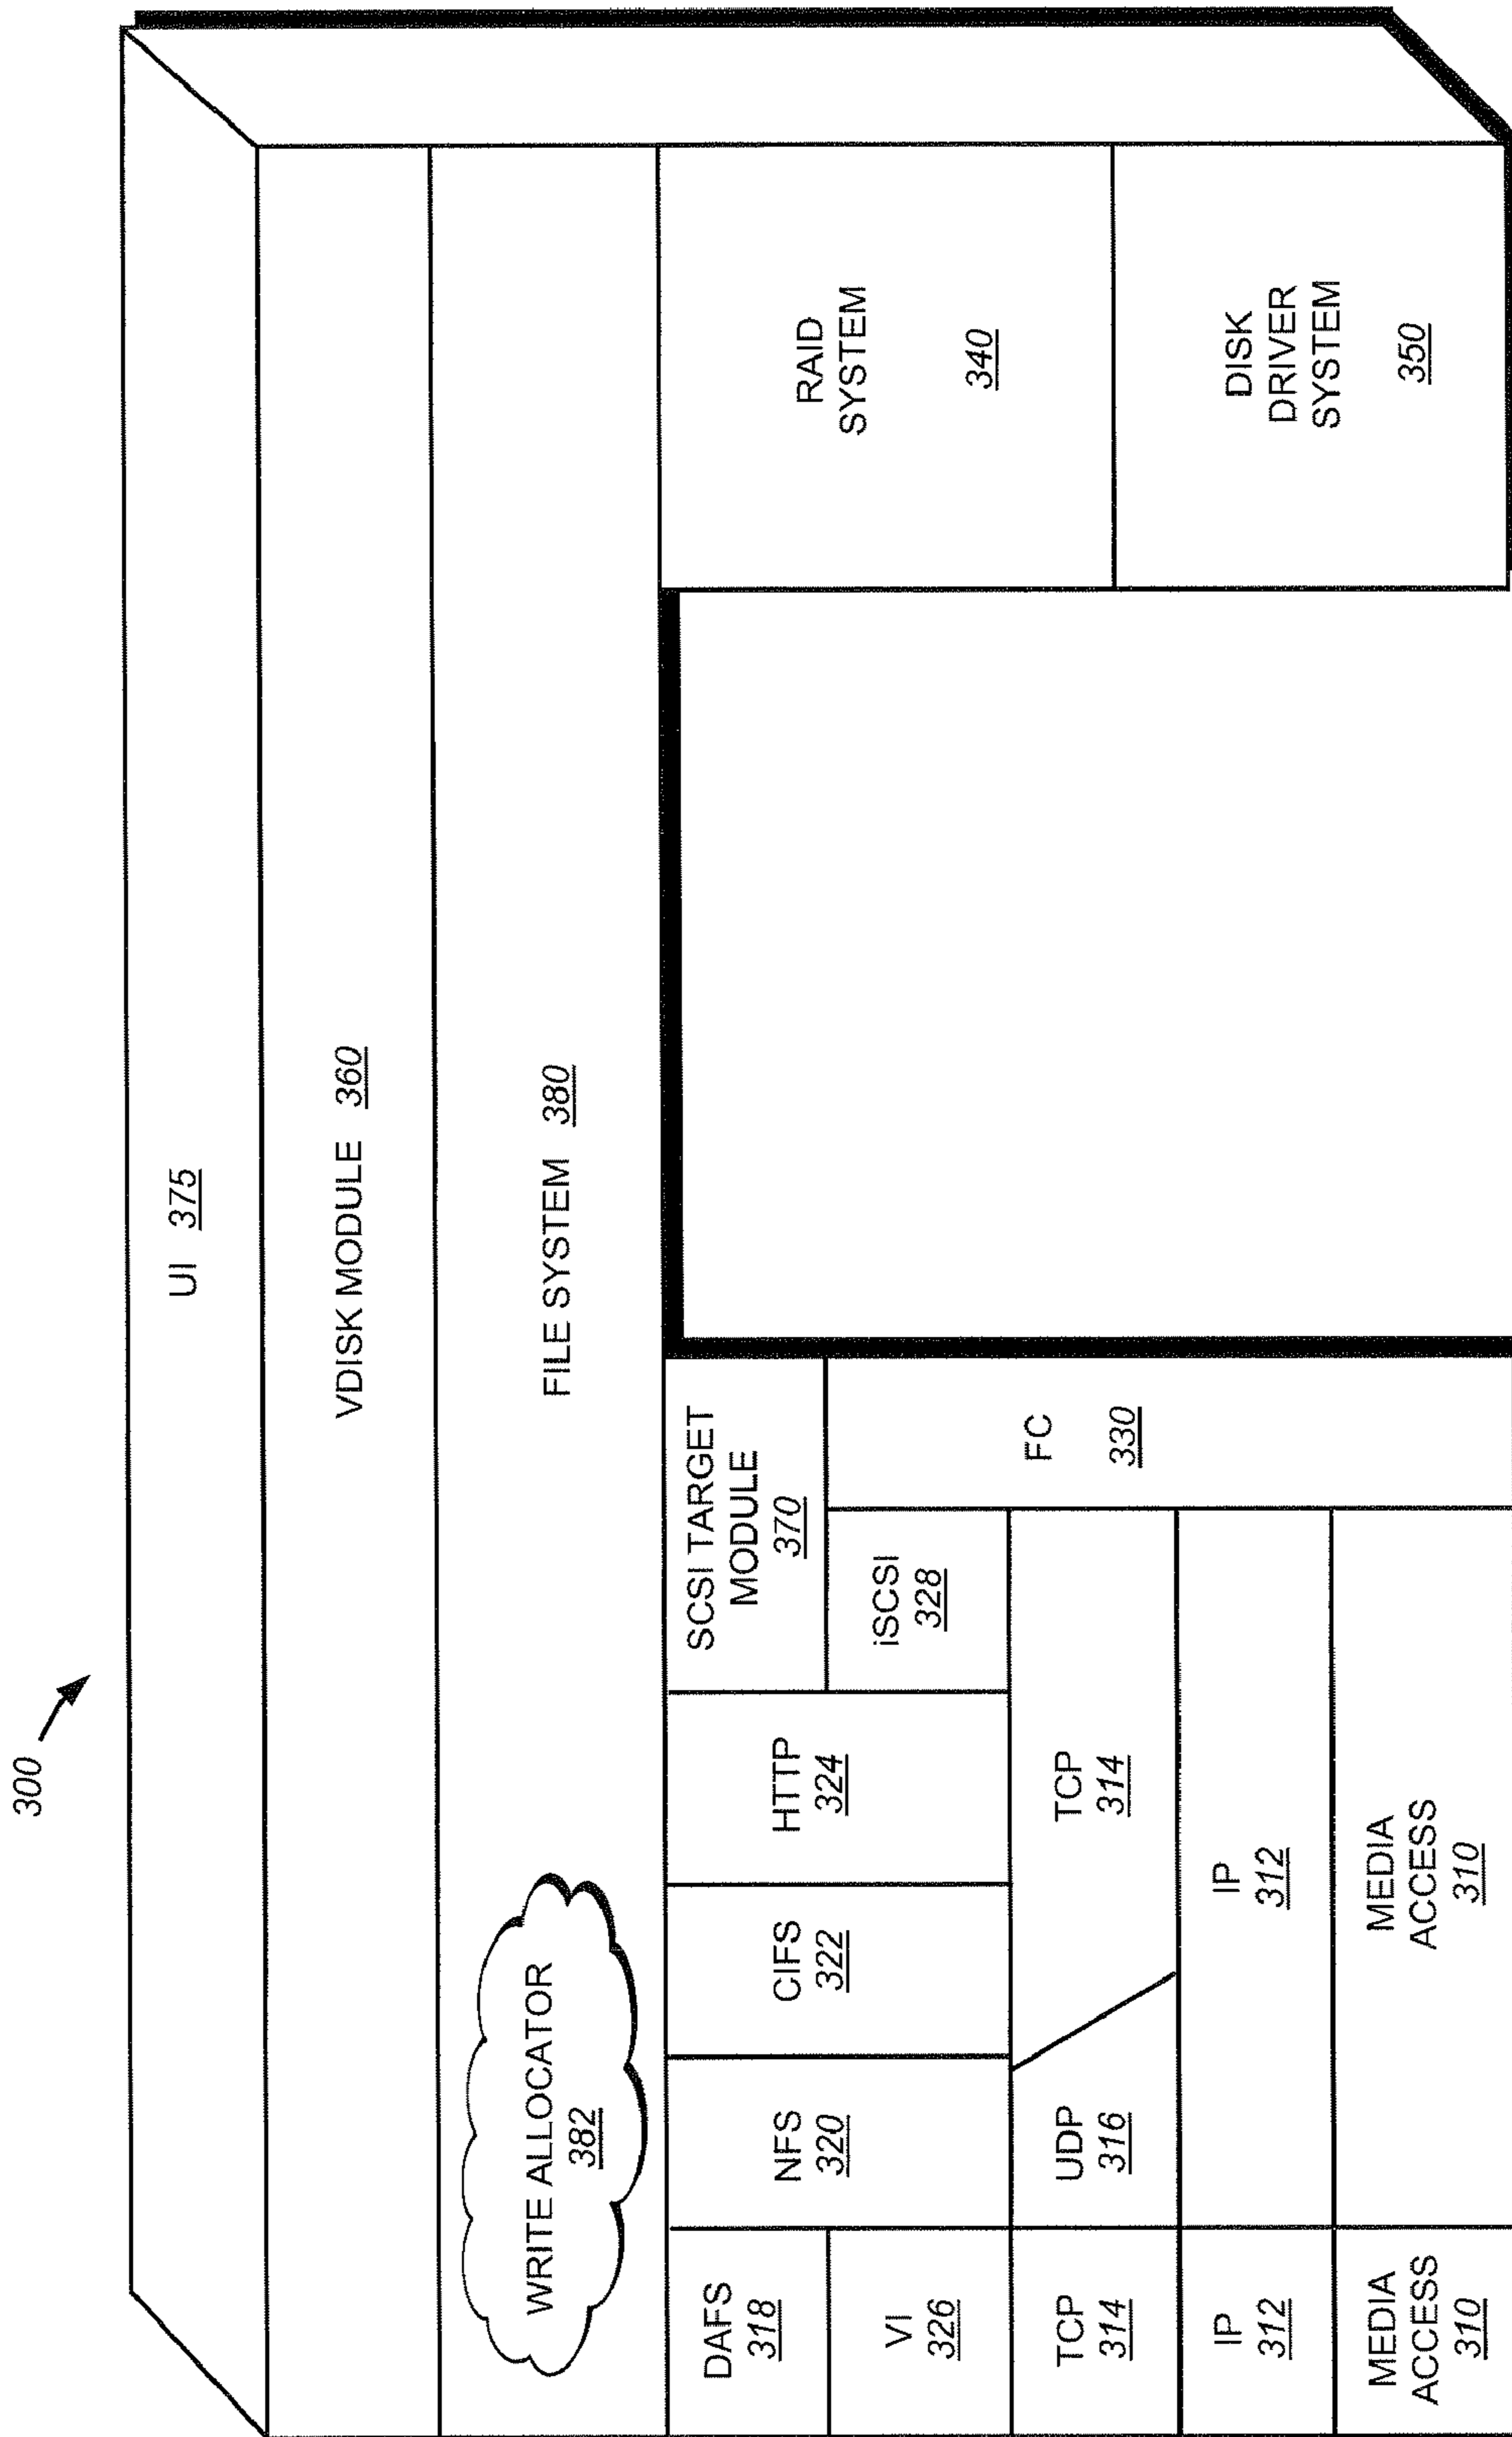 300
UI 375
VDISK MODULE 360
FILE SYSTEM 380
WRITE ALLOCATOR
382
DAFS
318
VI
326
TCP
314
IP
312
MEDIA
ACCESS
310
NFS
320
CIFS
322
HTTP
324
SCSI TARGET
MODULE
370
iSCSI
328
FC
330
UDP
316
TCP
314
IP
312
MEDIA
ACCESS
310
RAID
SYSTEM
340
DISK
DRIVER
SYSTEM
350